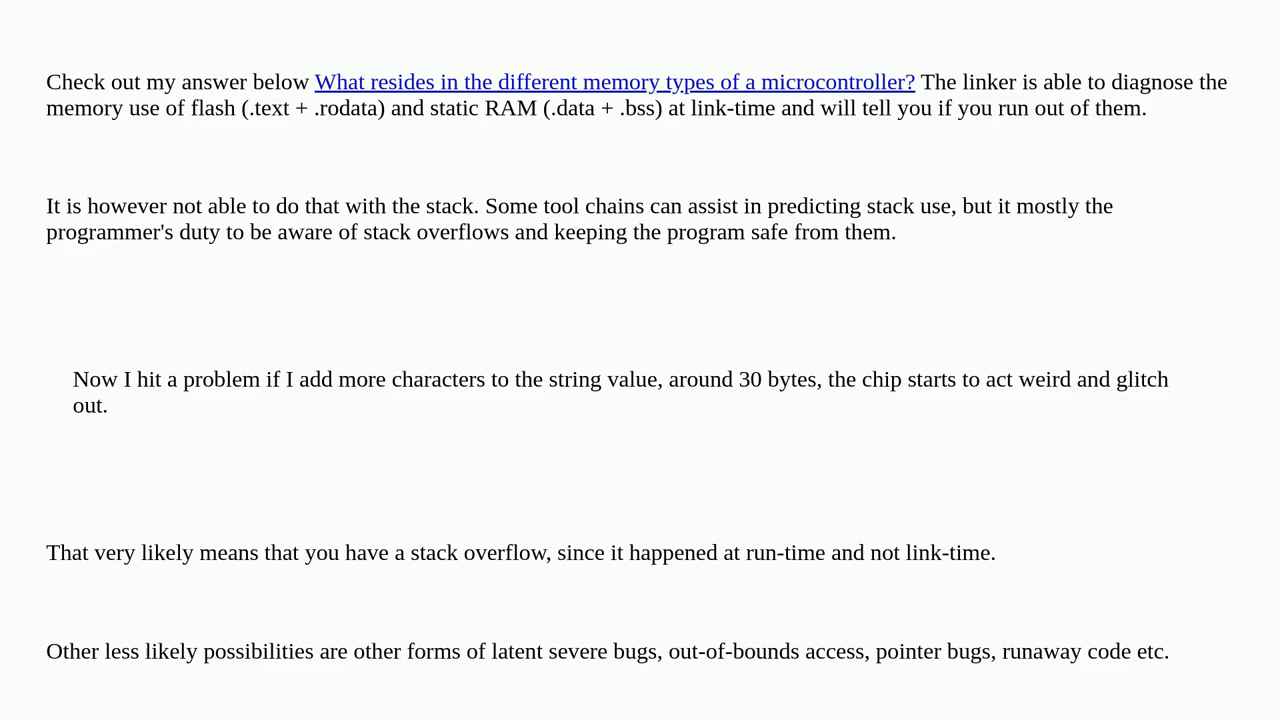 Check out my answer below What resides in the different memory types of a microcontroller? The linker is able to diagnose the
memory use of flash (.text + .rodata) and static RAM (.data + .bss) at link-time and will tell you if you run out of them.
It is however not able to do that with the stack. Some tool chains can assist in predicting stack use, but it mostly the
programmer's duty to be aware of stack overflows and keeping the program safe from them.
Now I hit a problem if I add more characters to the string value, around 30 bytes, the chip starts to act weird and glitch
out.
That very likely means that you have a stack overflow, since it happened at run-time and not link-time.
Other less likely possibilities are other forms of latent severe bugs, out-of-bounds access, pointer bugs, runaway code etc.